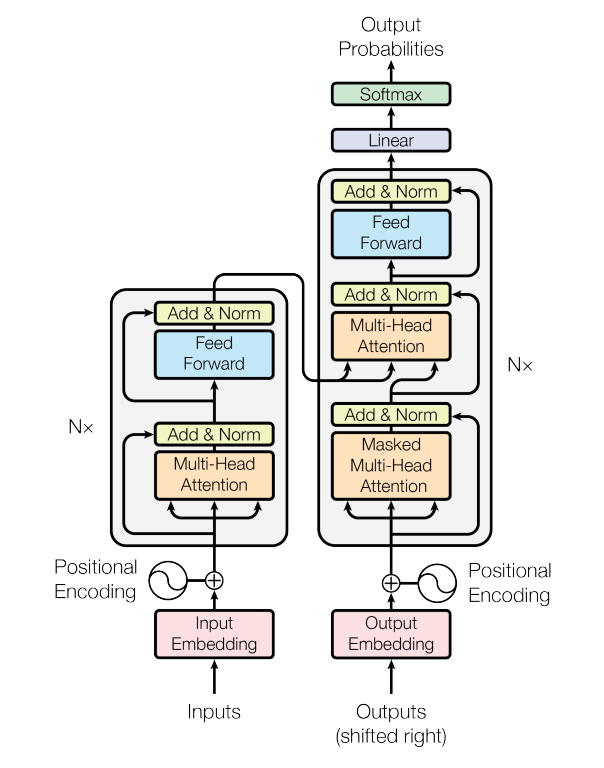 Output
Probabilities
Softmax
Linear
Add & Norm
Feed
Forward
Add & Norm
Multi-Head
Attention
Add & Norm
Masked
Multi-Head
Attention
N×
Add & Norm
Feed
Forward
Add & Norm
Multi-Head
Attention
N×
Positional
Encoding
Positional
Encoding
Input
Embedding
Output
Embedding
Inputs
Outputs
(shifted right)